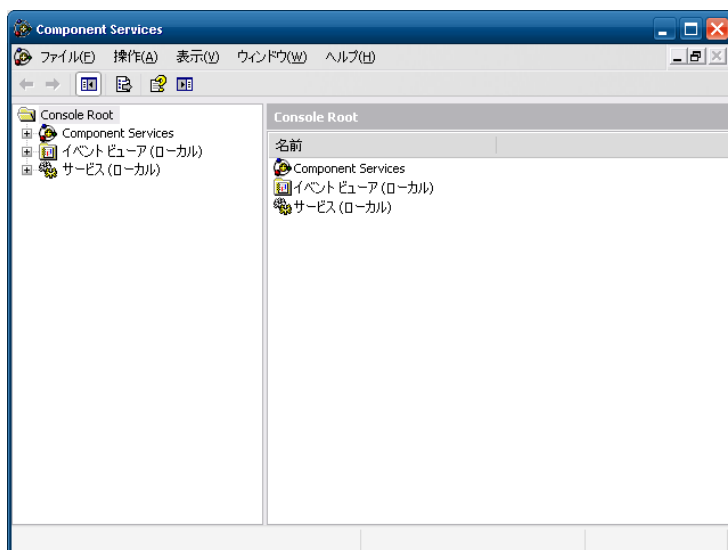 Component Services
ファイル(F) 操作(A) 表示(V) ウィンドウ(W) ヘルプ(H)
Console Root
Component Services
イベント ビューア (ローカル)
サービス (ローカル)
Console Root
名前
Component Services
イベント ビューア (ローカル)
サービス (ローカル)